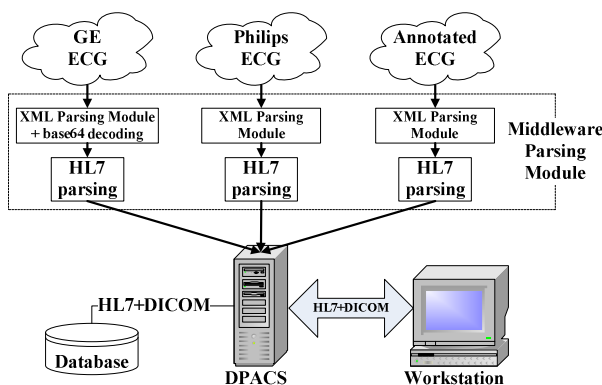 GE
ECG
Philips
ECG
Annotated
ECG
XML Parsing Module
+ base64 decoding
XML Parsing
Module
XML Parsing
Module
Middleware
Parsing
Module
HL7
parsing
HL7
parsing
HL7
parsing
HL7+DICOM
HL7+DICOM
Database
DPACS
Workstation